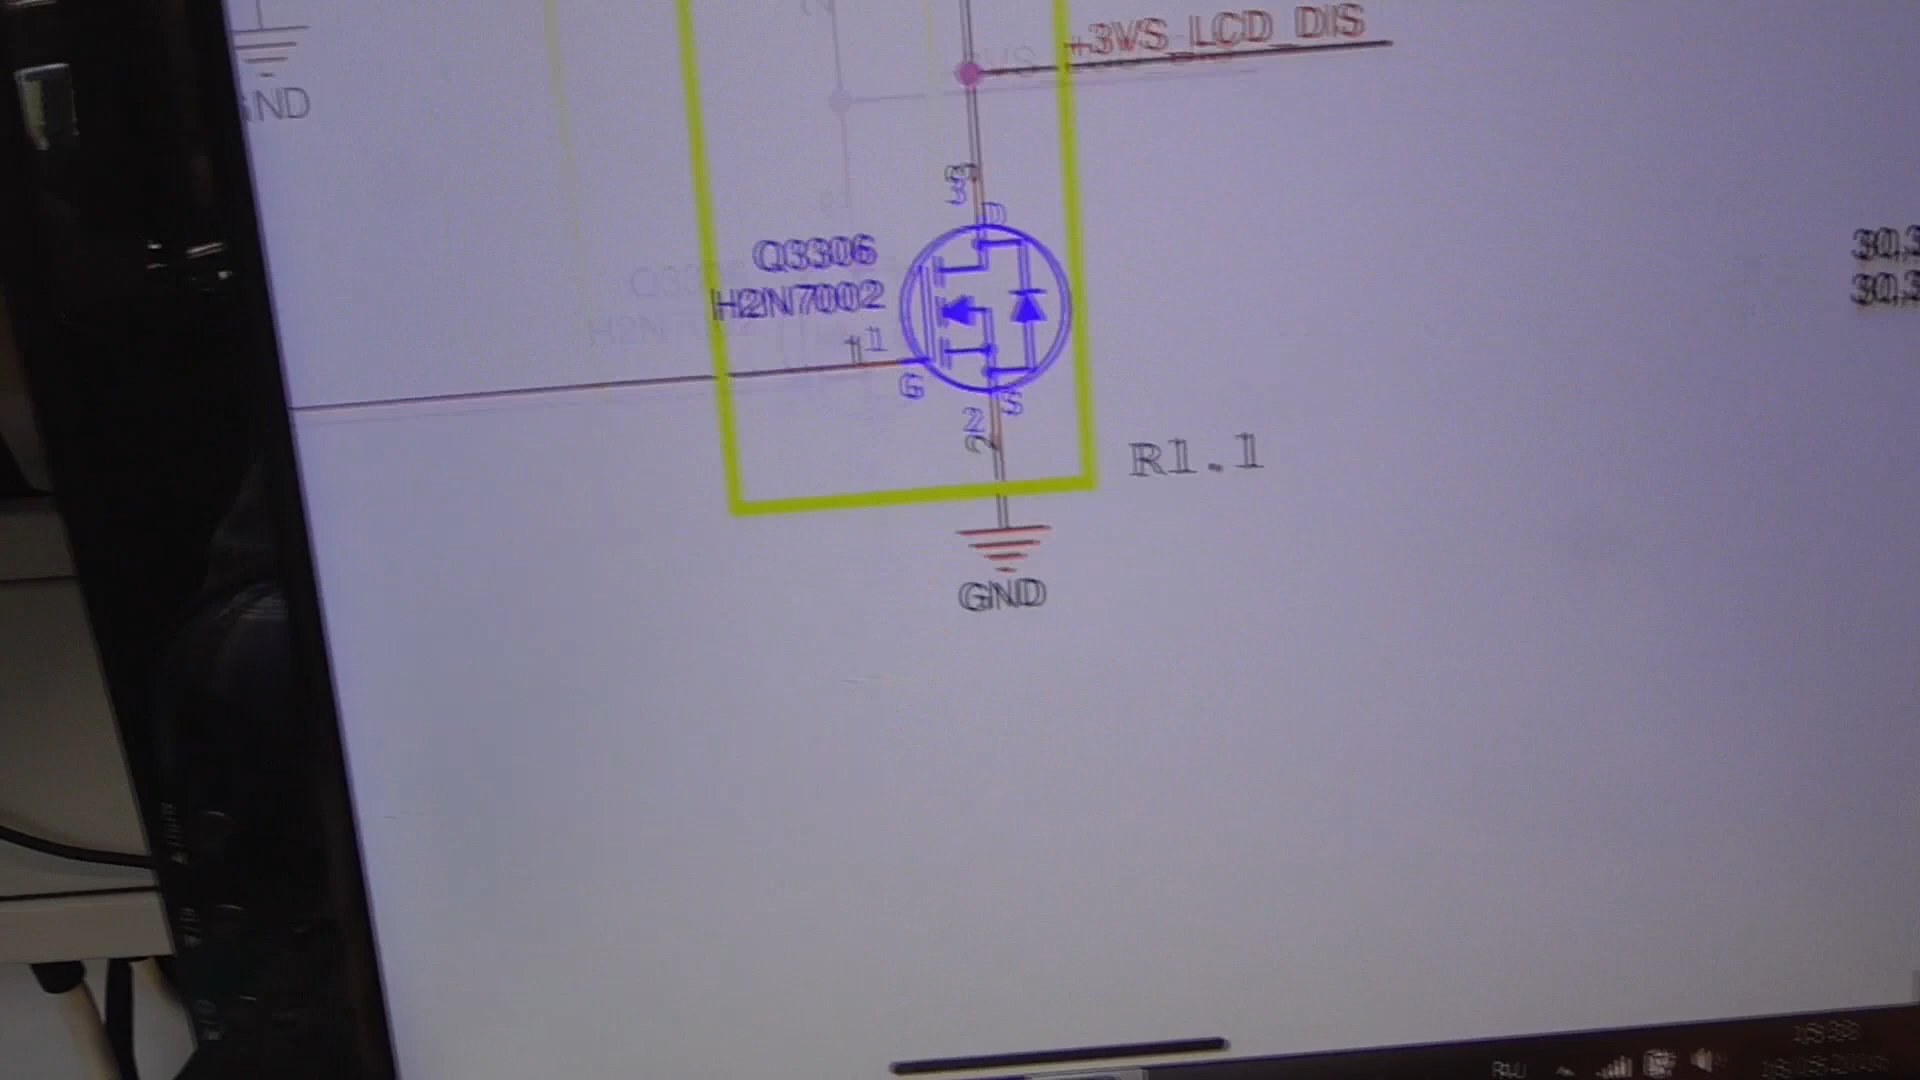 +3VS_LCD_DIS
GND
3
D
Q3306
H2N7002
1
G
S
2
R1.1
GND